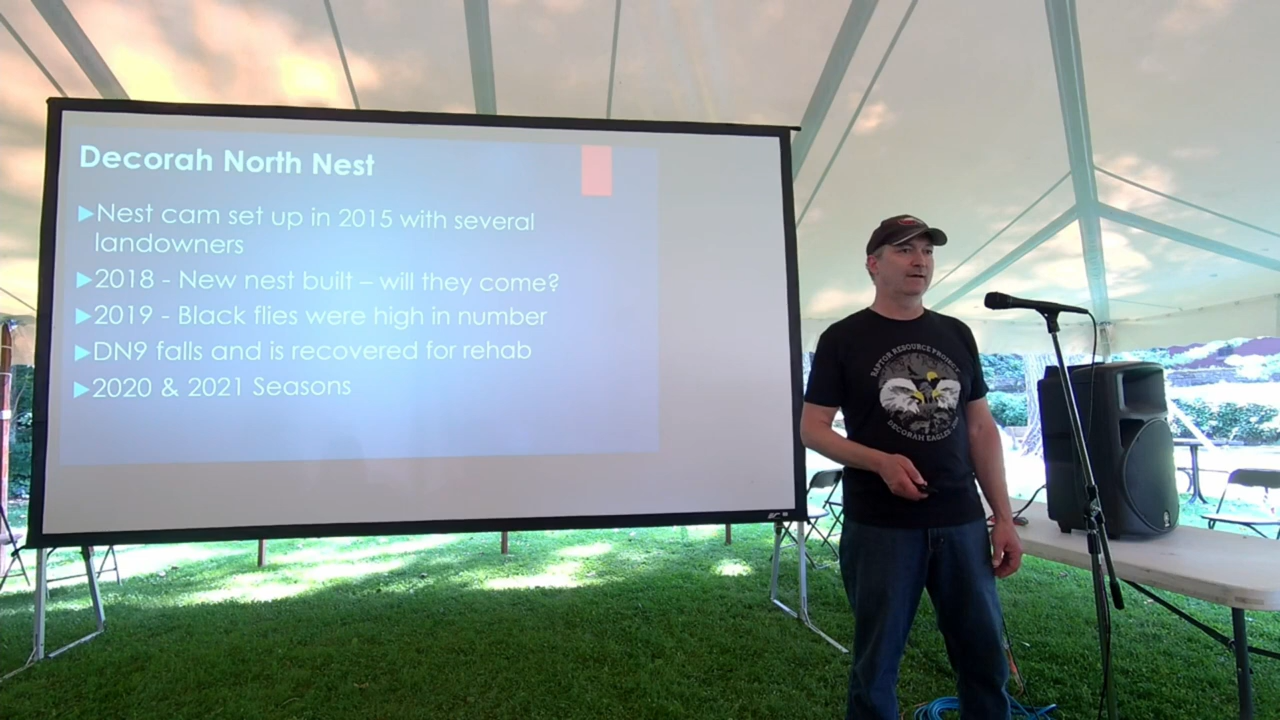 Decorah North Nest
Nest cam set up in 2015 with several
landowners
2018 - New nest built – will they come?
2019 - Black flies were high in number
DN9 falls and is recovered for rehab
2020 & 2021 Seasons
RAPTOR RESOURCE PROJECT
DECORAH EAGLES